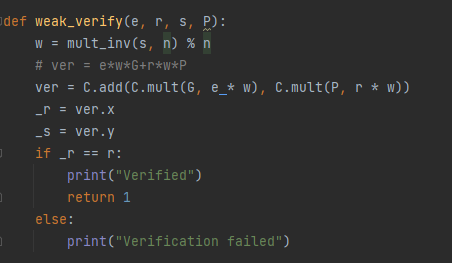 def weak_verify(e, r, s, P):
    w = mult_inv(s, n) % n
    # ver = e*w*G+r*w*P
    ver = C.add(C.mult(G, e_* w), C.mult(P, r * w))
    _r = ver.x
    _s = ver.y
    if _r == r:
        print("Verified")
        return 1
    else:
        print("Verification failed")